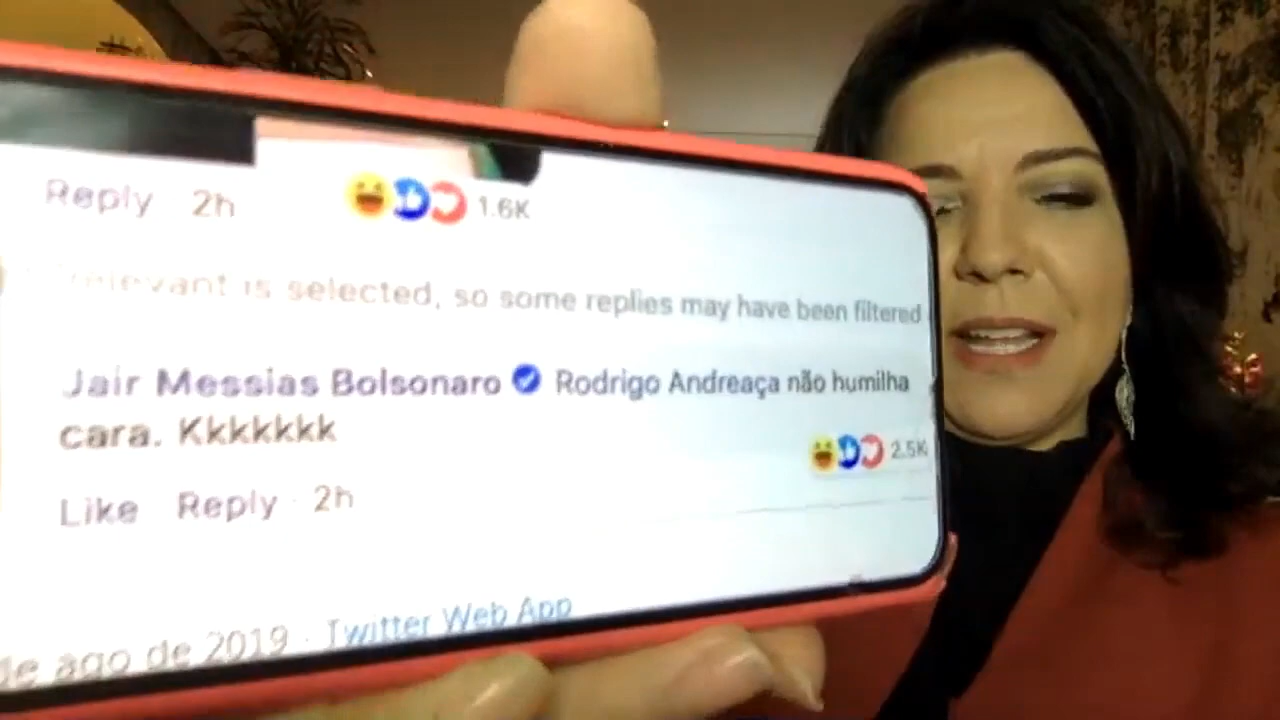 Reply 2h 1.6K
relevant is selected, so some replies may have been filtered
Jair Messias Bolsonaro Rodrigo Andreaça não humilha
cara. Kkkkkkk
2.5K
Like Reply · 2h
de ago de 2019 · Twitter Web App